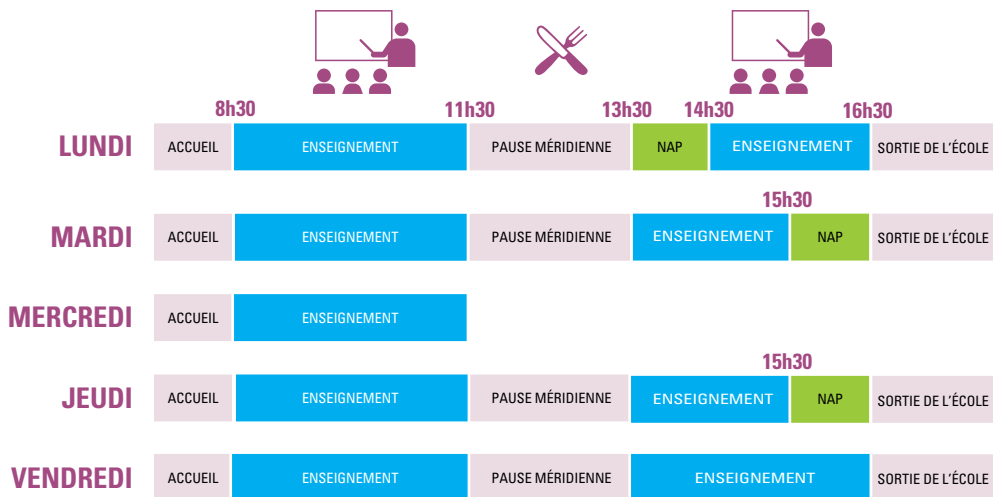 8h30 11h30 13h30 14h30 16h30
LUNDI ACCUEIL ENSEIGNEMENT PAUSE MÉRIDIENNE NAP ENSEIGNEMENT SORTIE DE L'ÉCOLE
15h30
MARDI ACCUEIL ENSEIGNEMENT PAUSE MÉRIDIENNE ENSEIGNEMENT NAP SORTIE DE L'ÉCOLE
MERCREDI ACCUEIL ENSEIGNEMENT
15h30
JEUDI ACCUEIL ENSEIGNEMENT PAUSE MÉRIDIENNE ENSEIGNEMENT NAP SORTIE DE L'ÉCOLE
VENDREDI ACCUEIL ENSEIGNEMENT PAUSE MÉRIDIENNE ENSEIGNEMENT SORTIE DE L'ÉCOLE